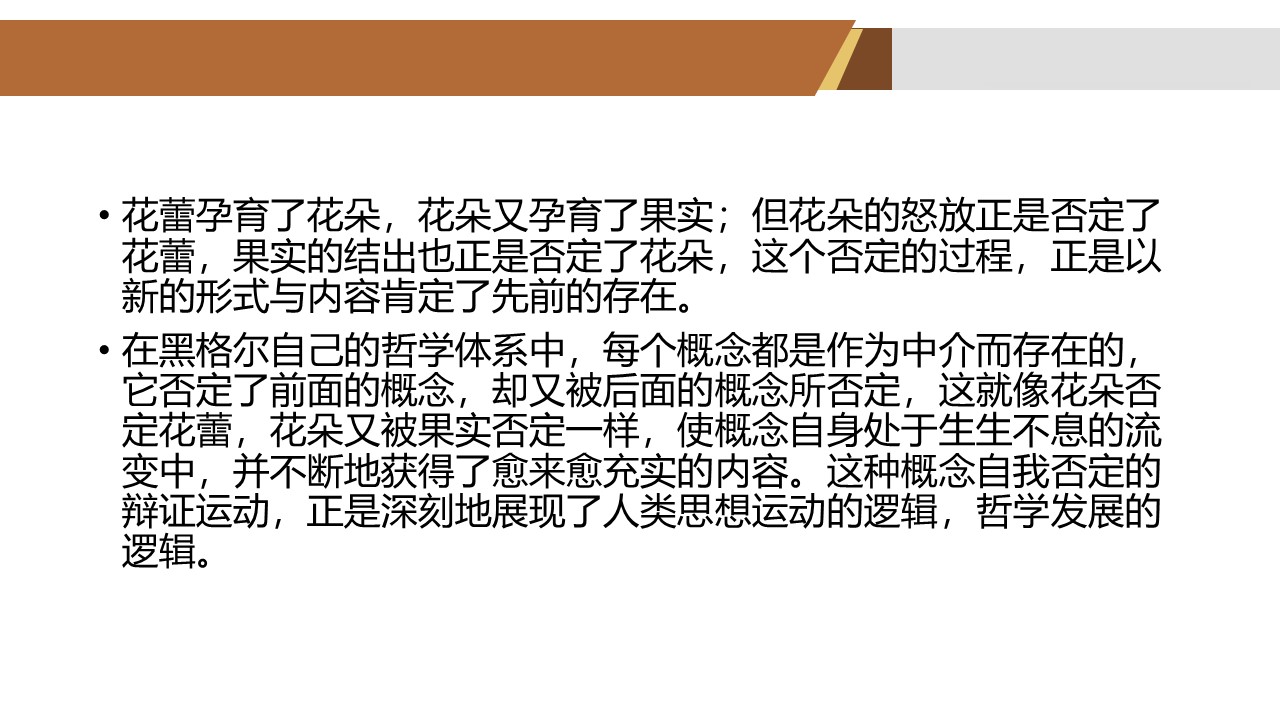 • 花蕾孕育了花朵，花朵又孕育了果实；但花朵的怒放正是否定了
花蕾，果实的结出也正是否定了花朵，这个否定的过程，正是以
新的形式与内容肯定了先前的存在。
• 在黑格尔自己的哲学体系中，每个概念都是作为中介而存在的，
它否定了前面的概念，却又被后面的概念所否定，这就像花朵否
定花蕾，花朵又被果实否定一样，使概念自身处于生生不息的流
变中，并不断地获得了愈来愈充实的内容。这种概念自我否定的
辩证运动，正是深刻地展现了人类思想运动的逻辑，哲学发展的
逻辑。